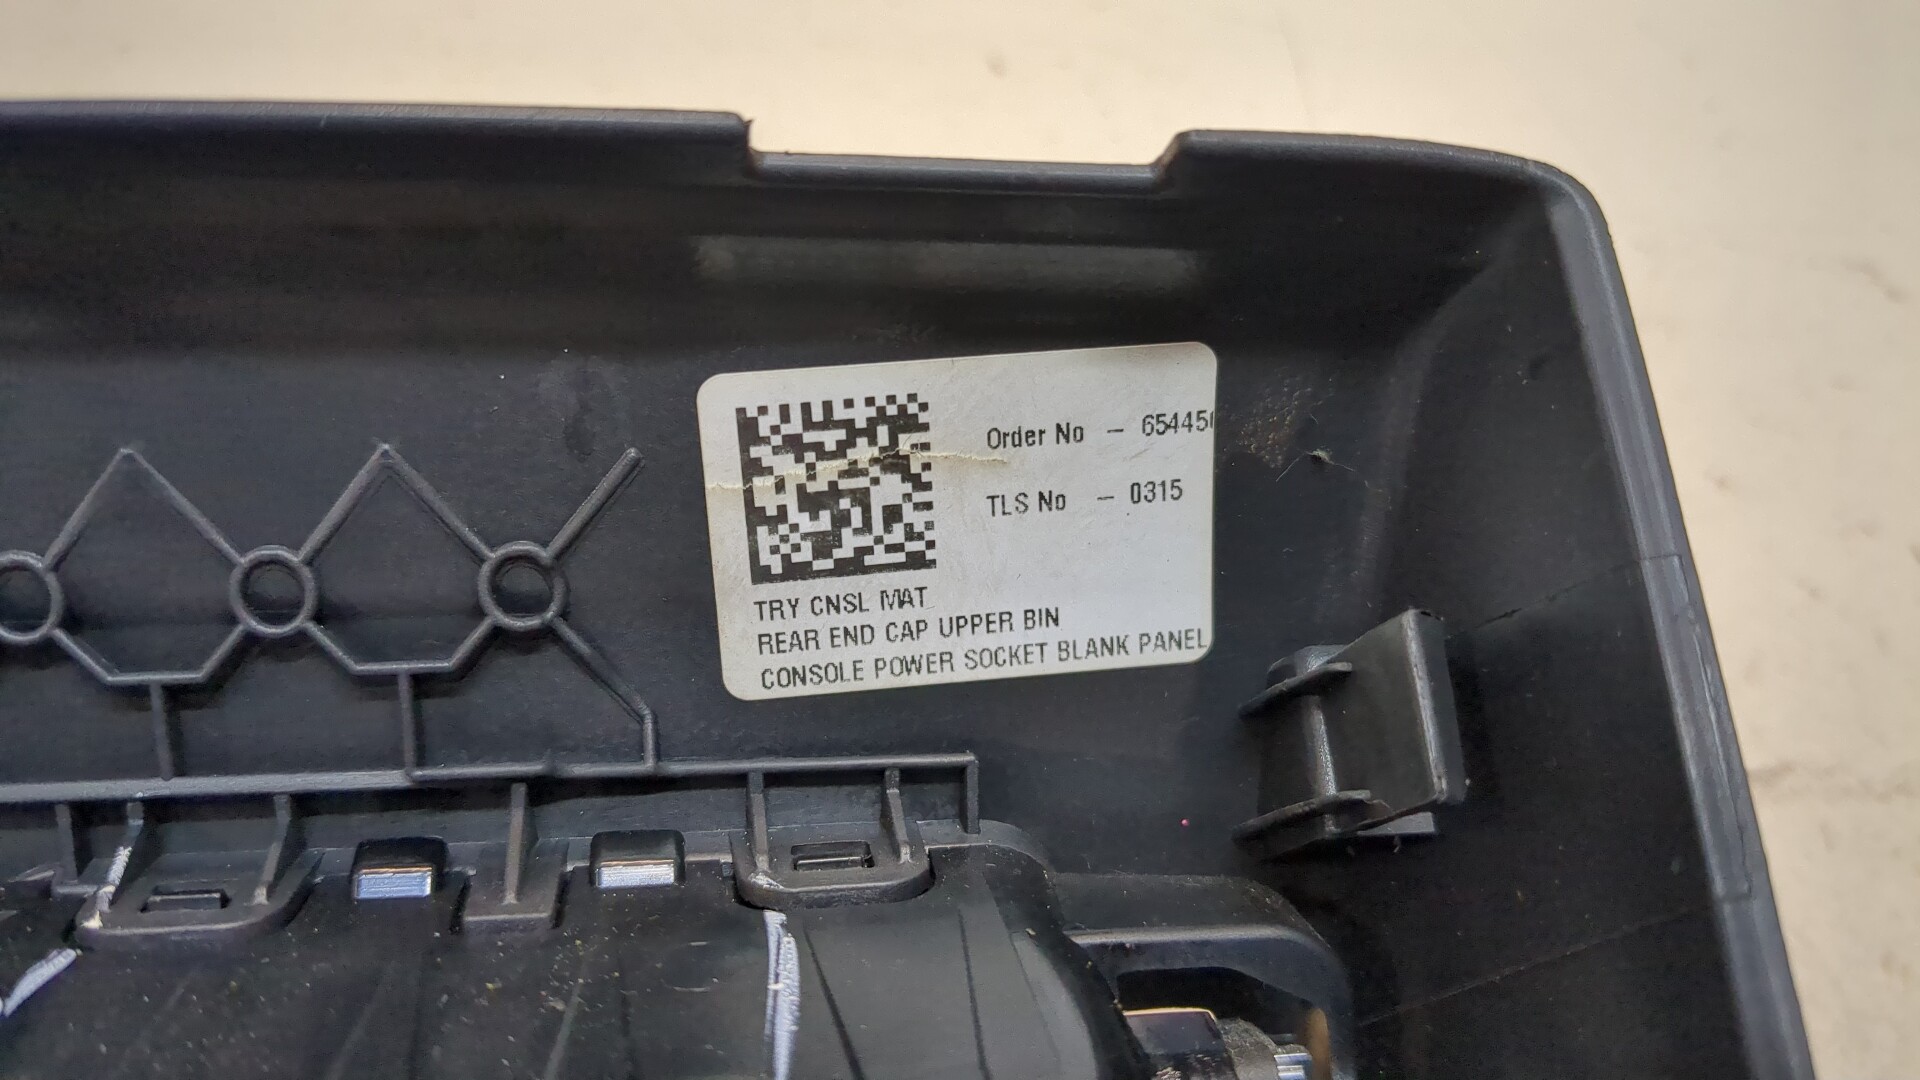 Order No - 65445
TLS No - 0315
TRY CNSL MAT
REAR END CAP UPPER BIN
CONSOLE POWER SOCKET BLANK PANEL